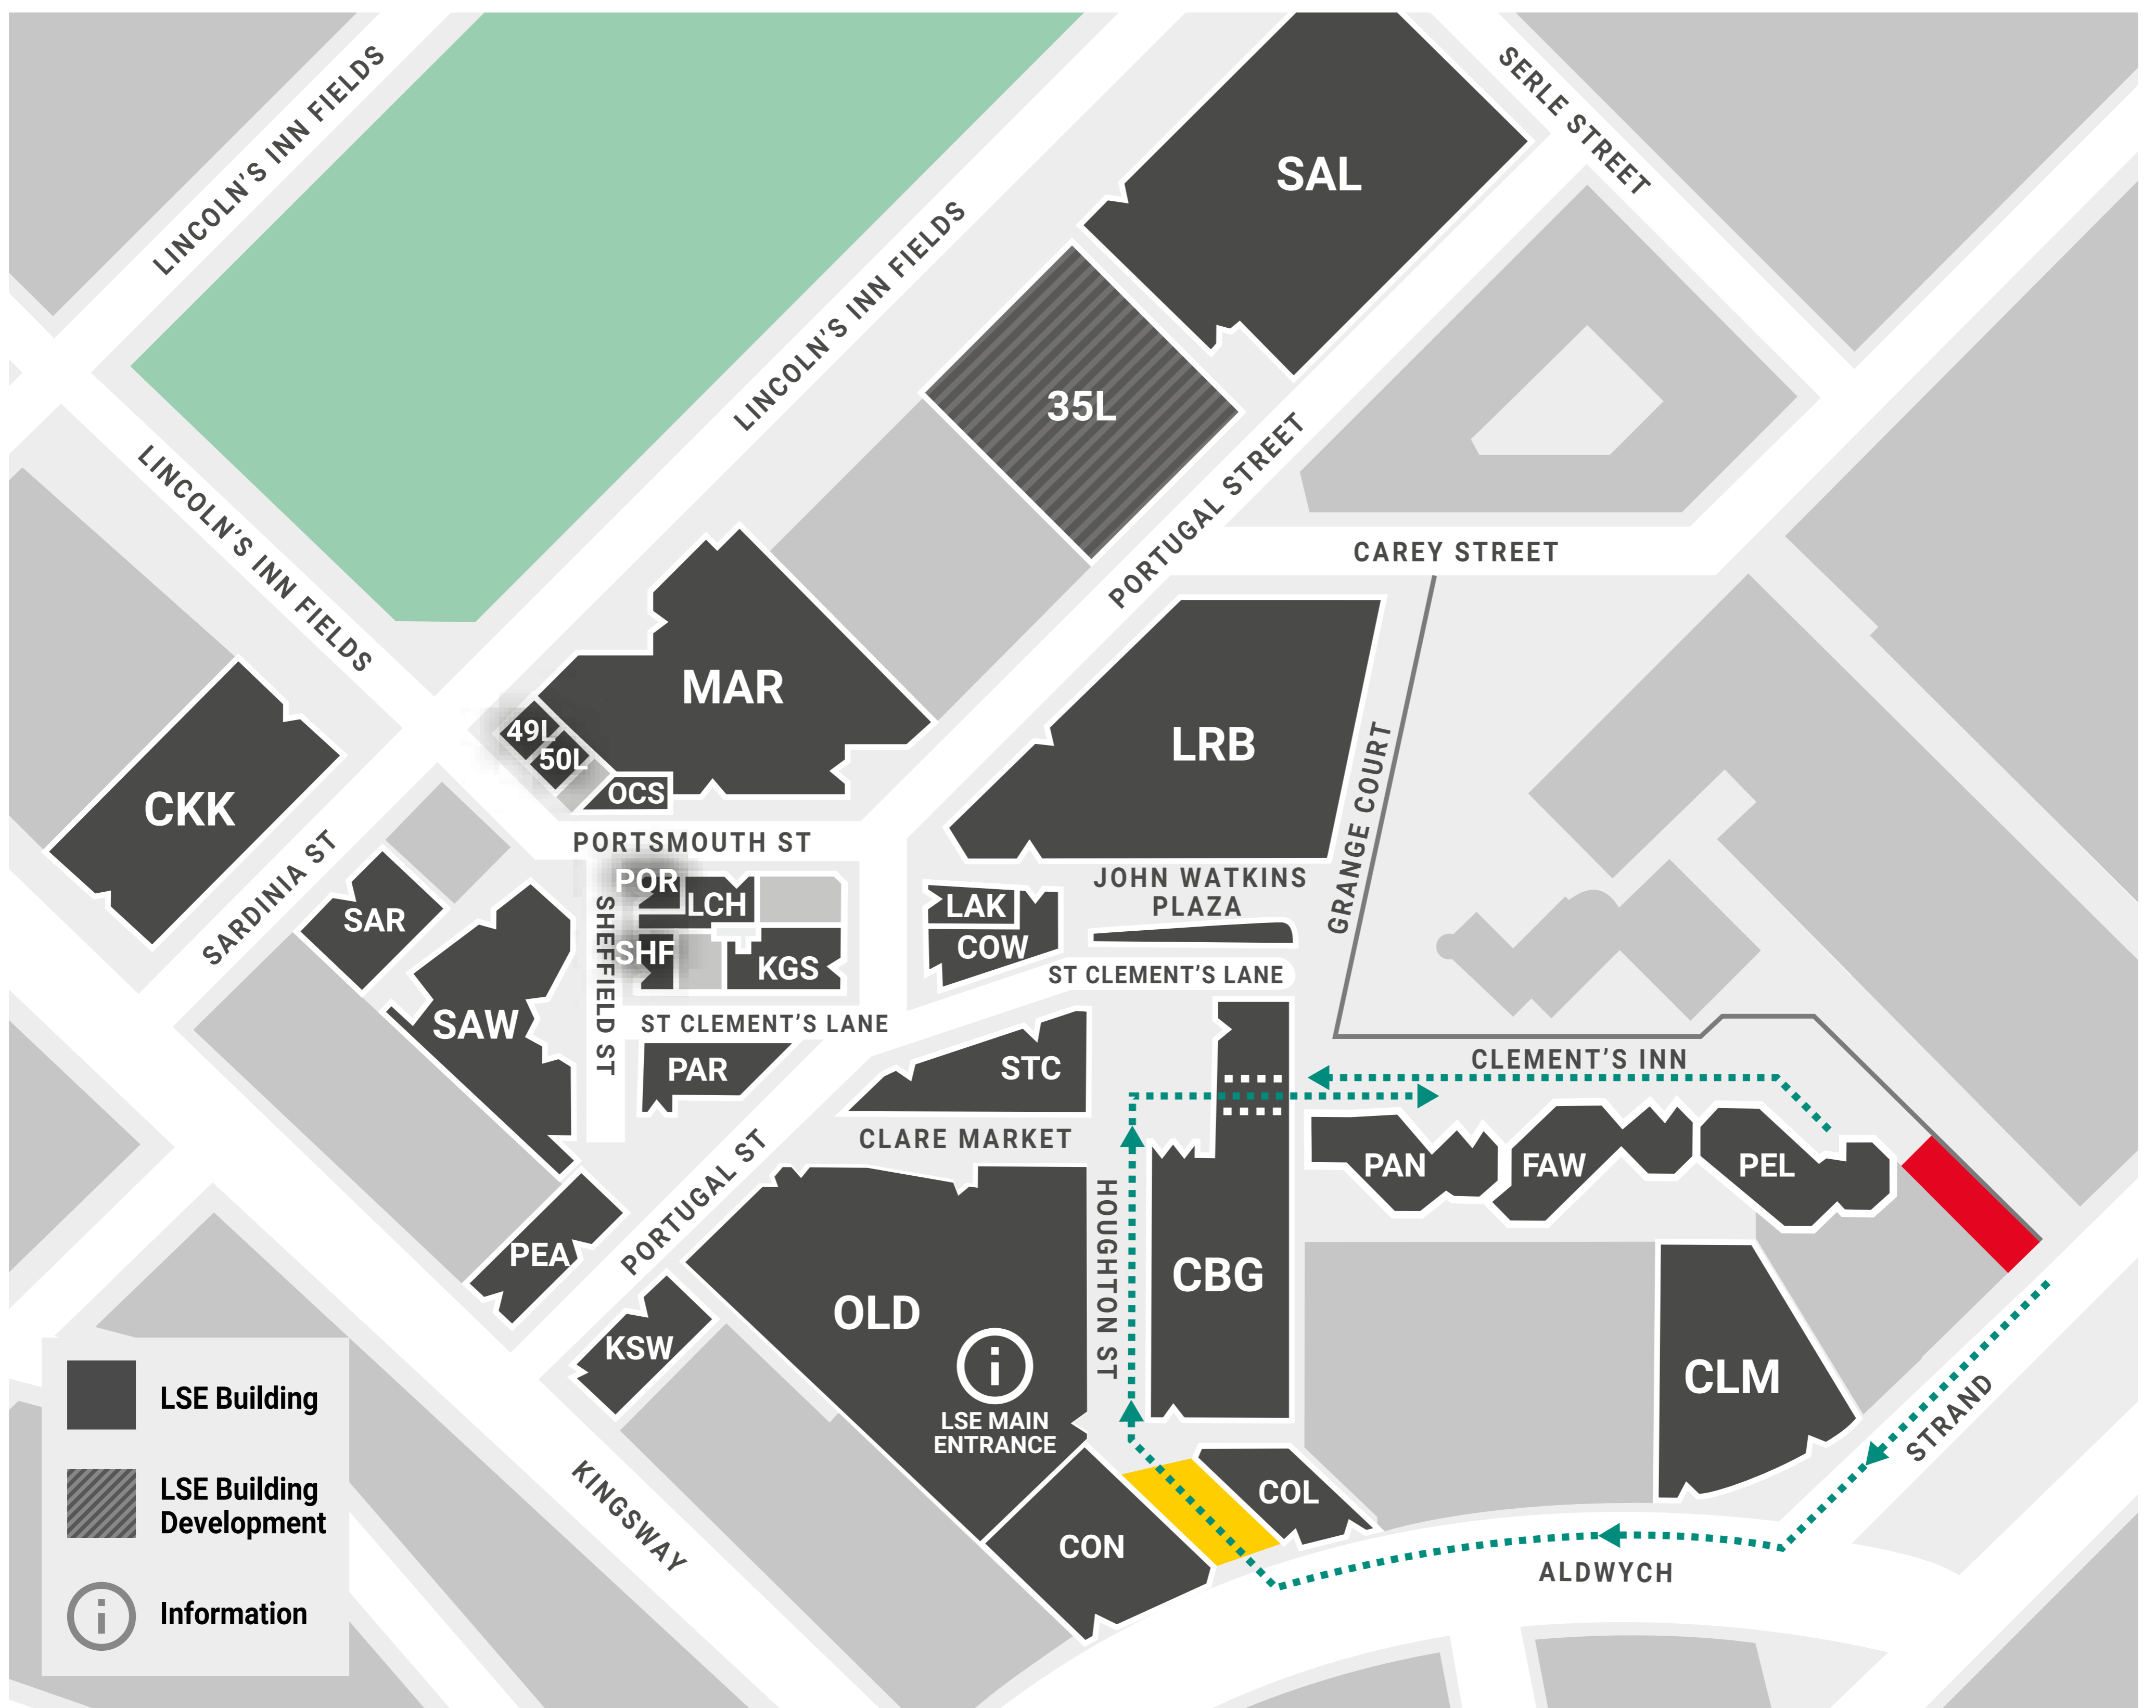 LINCOLN'S INN FIELDS
SERLE STREET
SAL
LINCOLN'S INN FIELDS
35L
LINCOLN'S INN FIELDS
PORTUGAL STREET
CAREY STREET
MAR
49L
50L
OCS
LRB
GRANGE COURT
CKK
SARDINIA ST
PORTSMOUTH ST
SAR
POR
LCH
LAK
JOHN WATKINS
PLAZA
SHEFFIELD ST
SHF
KGS
COW
ST CLEMENT'S LANE
SAW
ST CLEMENT'S LANE
PAR
STC
CLEMENT'S INN
CLARE MARKET
PAN
FAW
PEL
PEA
PORTUGAL ST
HOUGHTON ST
CBG
OLD
KSW
LSE MAIN
ENTRANCE
CLM
STRAND
KINGSWAY
COL
CON
ALDWYCH
LSE Building
LSE Building
Development
Information